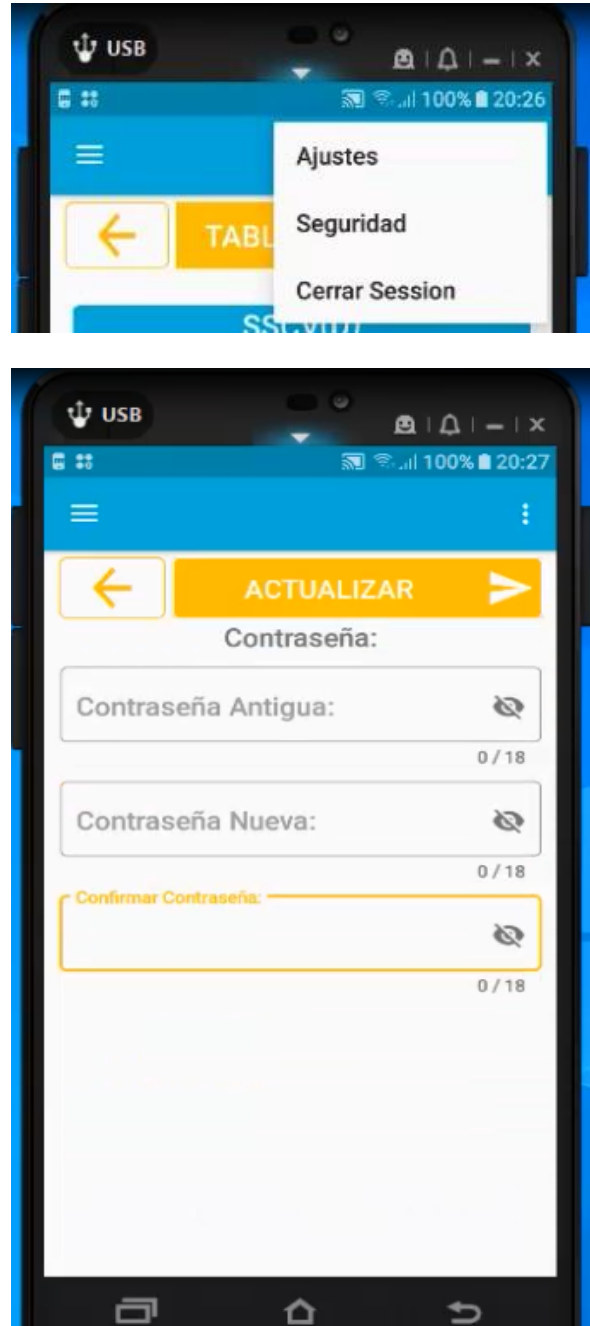 USB
100% 20:26
Ajustes
TABL
Seguridad
Cerrar Session
USB
100% 20:27
ACTUALIZAR
Contraseña:
Contraseña Antigua:
0 / 18
Contraseña Nueva:
0 / 18
Confirmar Contraseña:
0 / 18